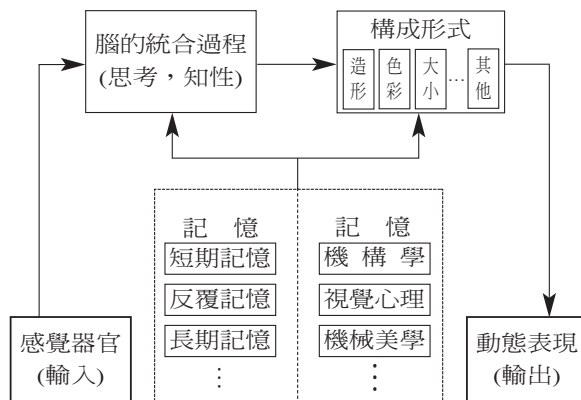 腦的統合過程
(思考，知性)
構成形式
造形 色彩 大小 … 其他
記　憶
短期記憶
反覆記憶
長期記憶
⋮
記　憶
機 構 學
視覺心理
機械美學
⋮
感覺器官
(輸入)
動態表現
(輸出)